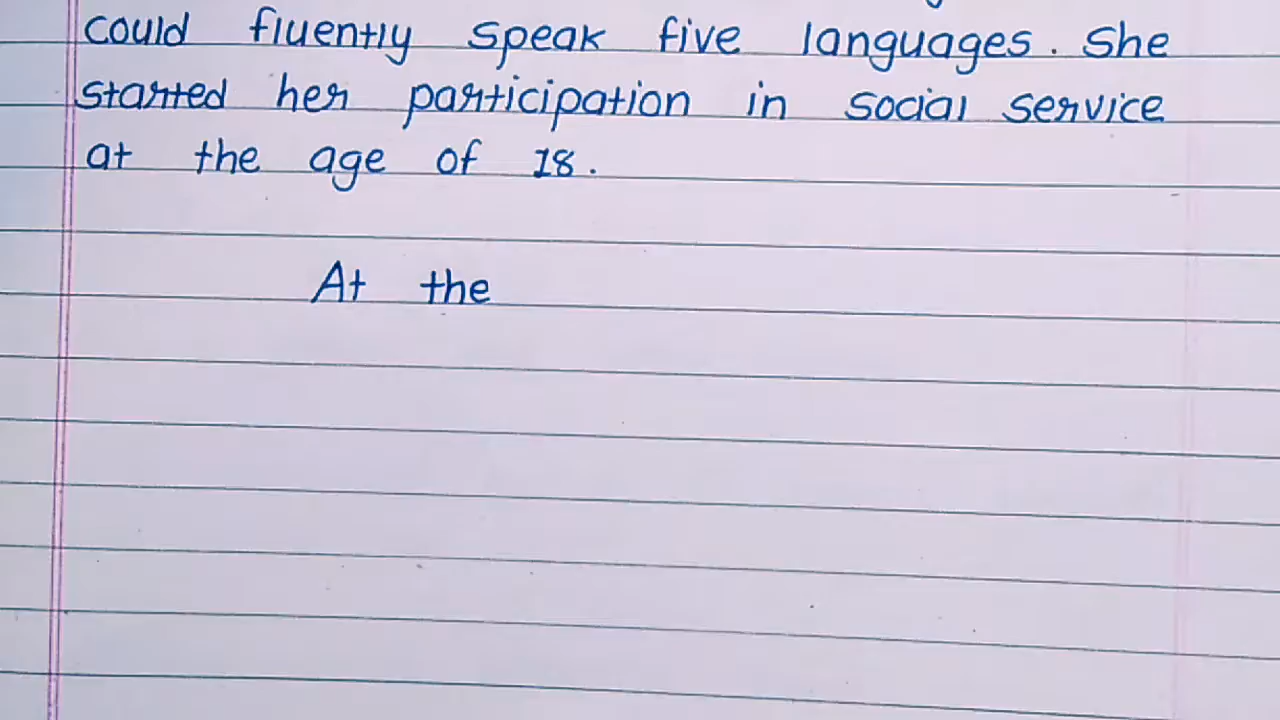 could fluently speak five languages. She
started her participation in social service
at the age of 18.
At the